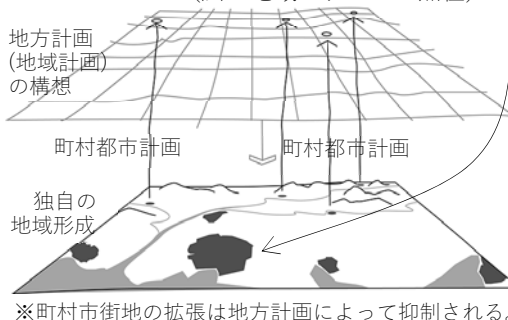 地方計画
(地域計画)
の構想
町村都市計画
町村都市計画
独自の
地域形成
※町村市街地の拡張は地方計画によって抑制される。